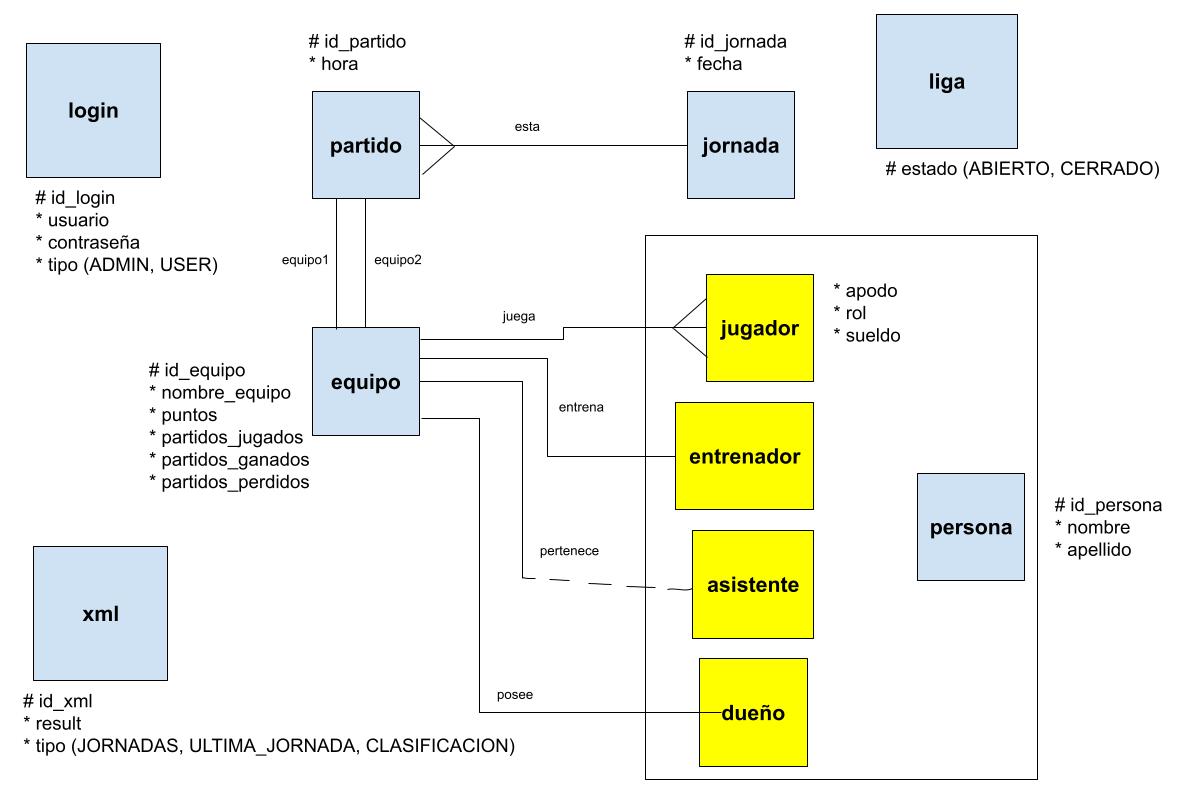 login
# id_login
* usuario
* contraseña
* tipo (ADMIN, USER)
# id_partido
* hora
partido
esta
# id_jornada
* fecha
jornada
liga
# estado (ABIERTO, CERRADO)
equipo1
equipo2
equipo
# id_equipo
* nombre_equipo
* puntos
* partidos_jugados
* partidos_ganados
* partidos_perdidos
juega
jugador
* apodo
* rol
* sueldo
entrena
entrenador
pertenece
asistente
posee
dueño
persona
# id_persona
* nombre
* apellido
xml
# id_xml
* result
* tipo (JORNADAS, ULTIMA_JORNADA, CLASIFICACION)